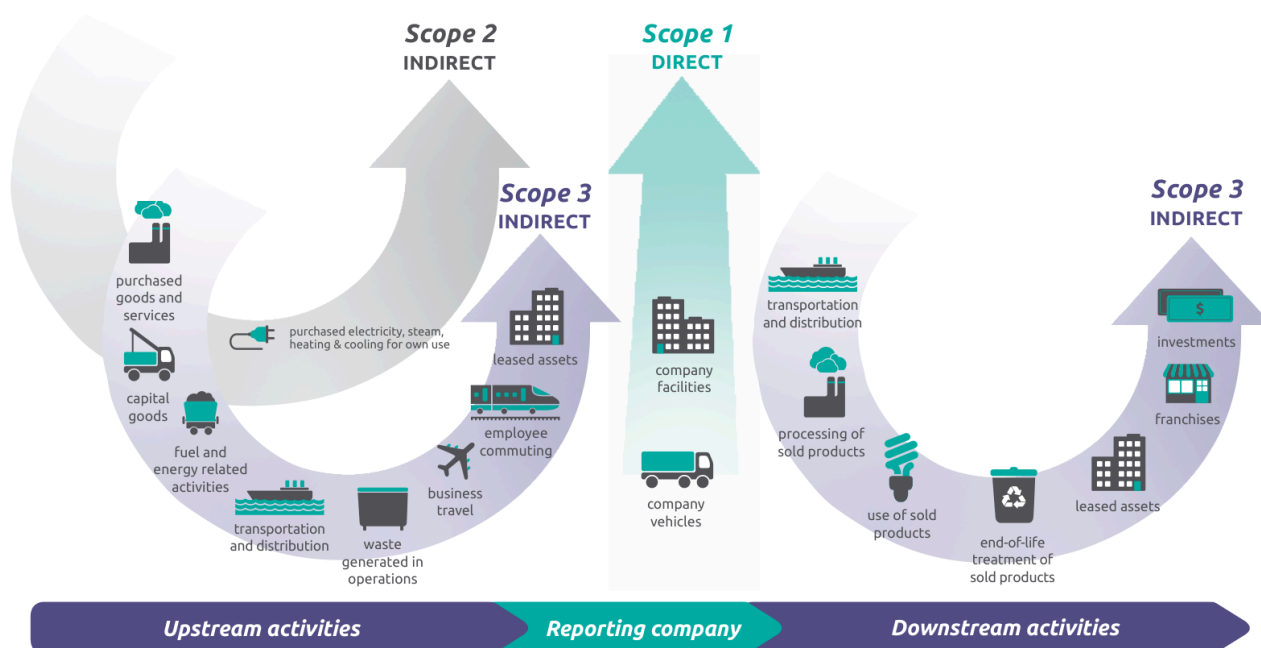 Scope 2
INDIRECT
Scope 1
DIRECT
Scope 3
INDIRECT
Scope 3
INDIRECT
purchased
goods and
services
capital
goods
fuel and
energy related
activities
transportation
and distribution
waste
generated in
operations
business
travel
employee
commuting
leased assets
purchased electricity, steam,
heating & cooling for own use
company
facilities
company
vehicles
transportation
and distribution
processing of
sold products
use of sold
products
end-of-life
treatment of
sold products
leased assets
franchises
$
investments
Upstream activities
Reporting company
Downstream activities